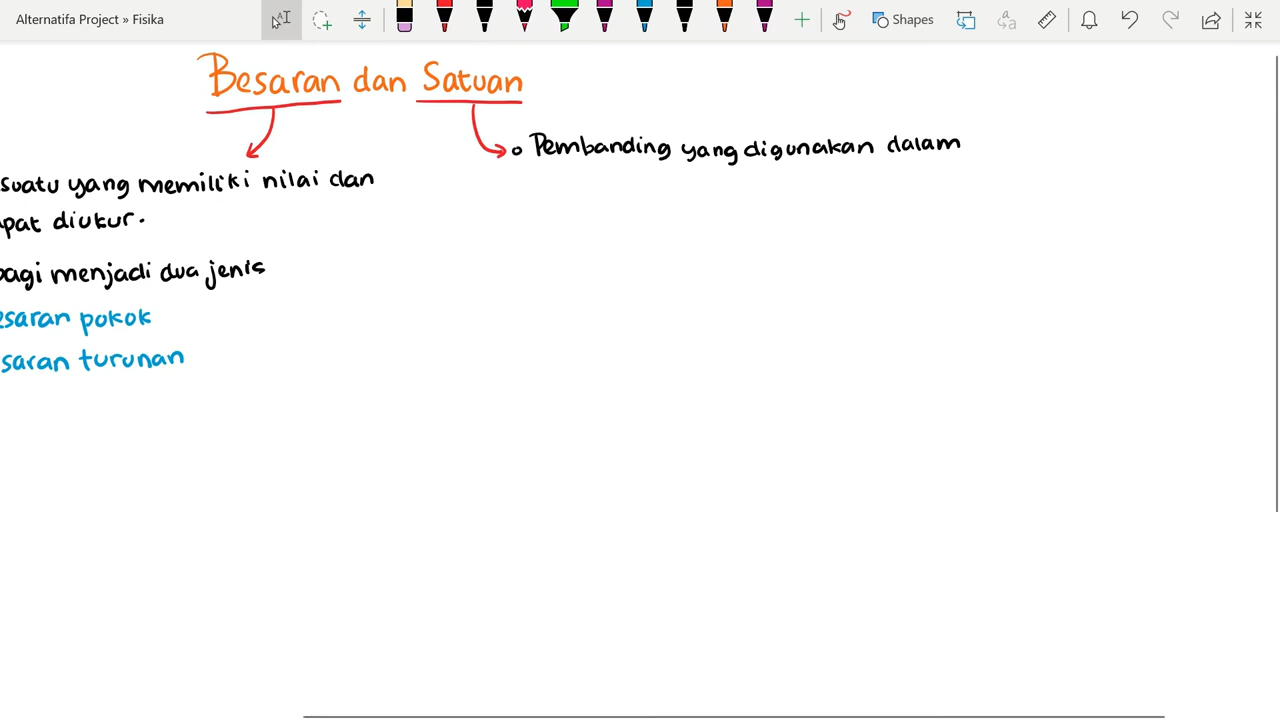 Alternatifa Project » Fisika
Shapes
Besaran dan Satuan
Pembanding yang digunakan dalam
suatu yang memiliki nilai dan
pat diukur.
bagi menjadi dua jenis
esaran pokok
saran turunan